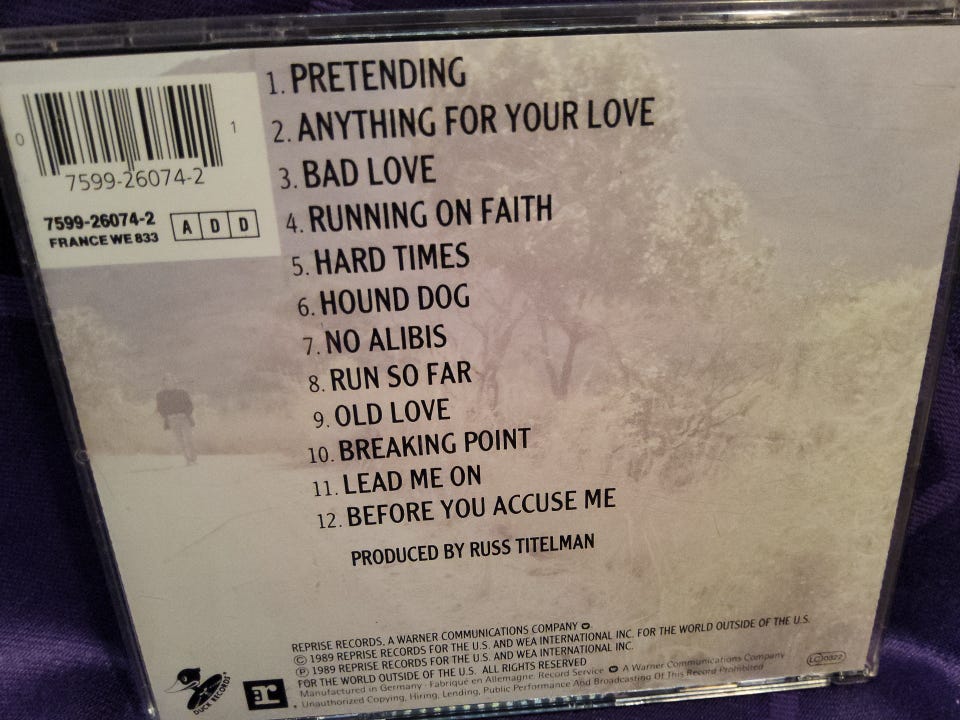 0 1
7599-26074-2
7599-26074-2
FRANCE WE 833
A D D
1. PRETENDING
2. ANYTHING FOR YOUR LOVE
3. BAD LOVE
4. RUNNING ON FAITH
5. HARD TIMES
6. HOUND DOG
7. NO ALIBIS
8. RUN SO FAR
9. OLD LOVE
10. BREAKING POINT
11. LEAD ME ON
12. BEFORE YOU ACCUSE ME
PRODUCED BY RUSS TITELMAN
REPRISE RECORDS, A WARNER COMMUNICATIONS COMPANY
© 1989 REPRISE RECORDS FOR THE U.S. AND WEA INTERNATIONAL INC. FOR THE WORLD OUTSIDE OF THE U.S.
℗ 1989 REPRISE RECORDS FOR THE U.S. AND WEA INTERNATIONAL INC.
FOR THE WORLD OUTSIDE OF THE U.S. ALL RIGHTS RESERVED
Manufactured in Germany · Fabriqué en Allemagne. Record Service A Warner Communications Company
Unauthorized Copying, Hiring, Lending, Public Performance And Broadcasting Of This Record Prohibited
LC 0322
DUCK RECORDS
r